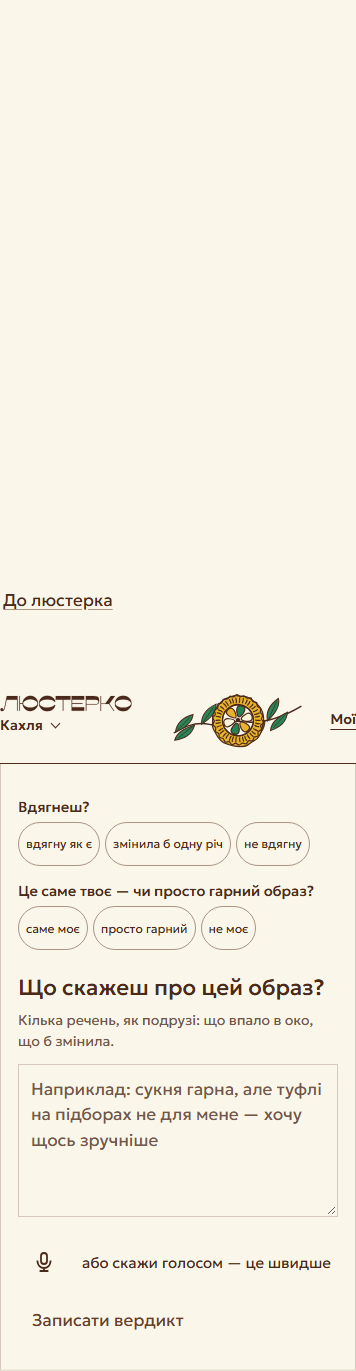 До люстерка
ЛЮСТЕРКО
Кахля
Мої
Вдягнеш?
вдягну як є
змінила б одну річ
не вдягну
Це саме твоє — чи просто гарний образ?
саме моє
просто гарний
не моє
Що скажеш про цей образ?
Кілька речень, як подрузі: що впало в око,
що б змінила.
Наприклад: сукня гарна, але туфлі
на підборах не для мене — хочу
щось зручніше
або скажи голосом — це швидше
Записати вердикт